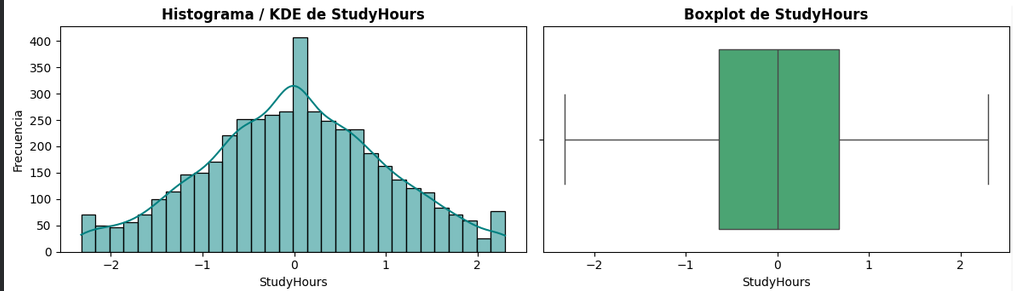 Histograma / KDE de StudyHours
Boxplot de StudyHours
400
350
300
250
200
150
100
50
0
Frecuencia
−2 −1 0 1 2
StudyHours
−2 −1 0 1 2
StudyHours